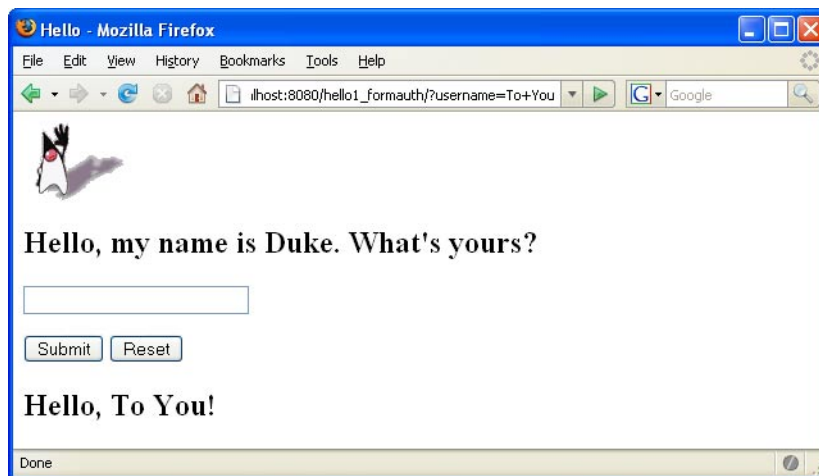 Hello - Mozilla Firefox
File Edit View History Bookmarks Tools Help
lhost:8080/hello1_formauth/?username=To+You G Google
Hello, my name is Duke. What's yours?
Submit Reset
Hello, To You!
Done